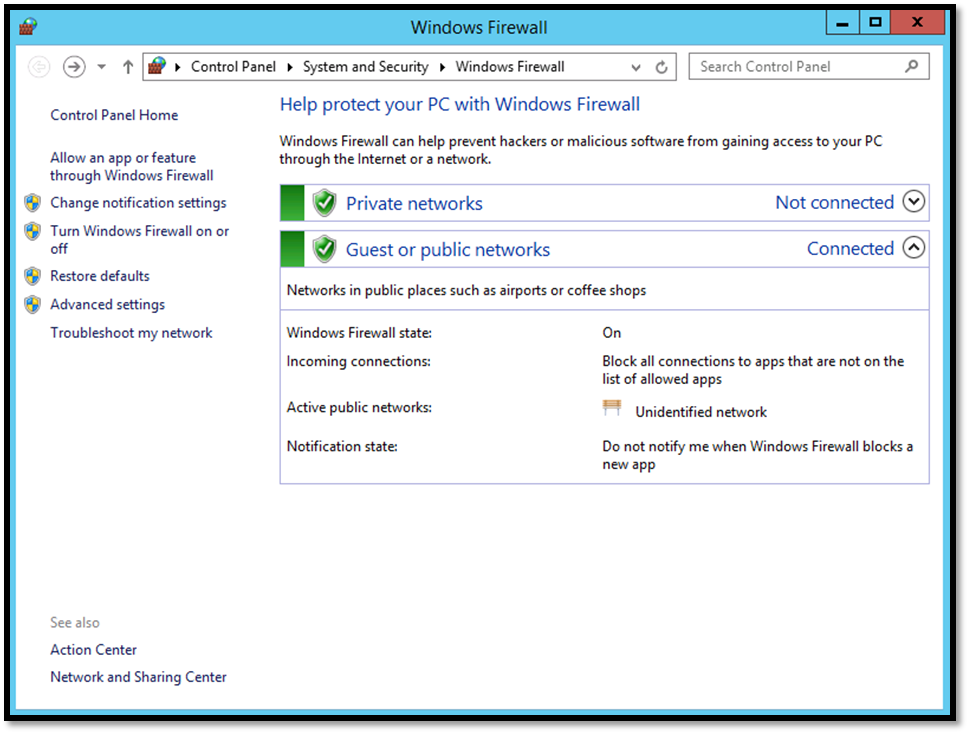 Windows Firewall
Control Panel
System and Security
Windows Firewall
Search Control Panel
Control Panel Home
Allow an app or feature
through Windows Firewall
Change notification settings
Turn Windows Firewall on or
off
Restore defaults
Advanced settings
Troubleshoot my network
Help protect your PC with Windows Firewall
Windows Firewall can help prevent hackers or malicious software from gaining access to your PC
through the Internet or a network.
Private networks Not connected
Guest or public networks Connected
Networks in public places such as airports or coffee shops
Windows Firewall state: On
Incoming connections: Block all connections to apps that are not on the
list of allowed apps
Active public networks: Unidentified network
Notification state: Do not notify me when Windows Firewall blocks a
new app
See also
Action Center
Network and Sharing Center